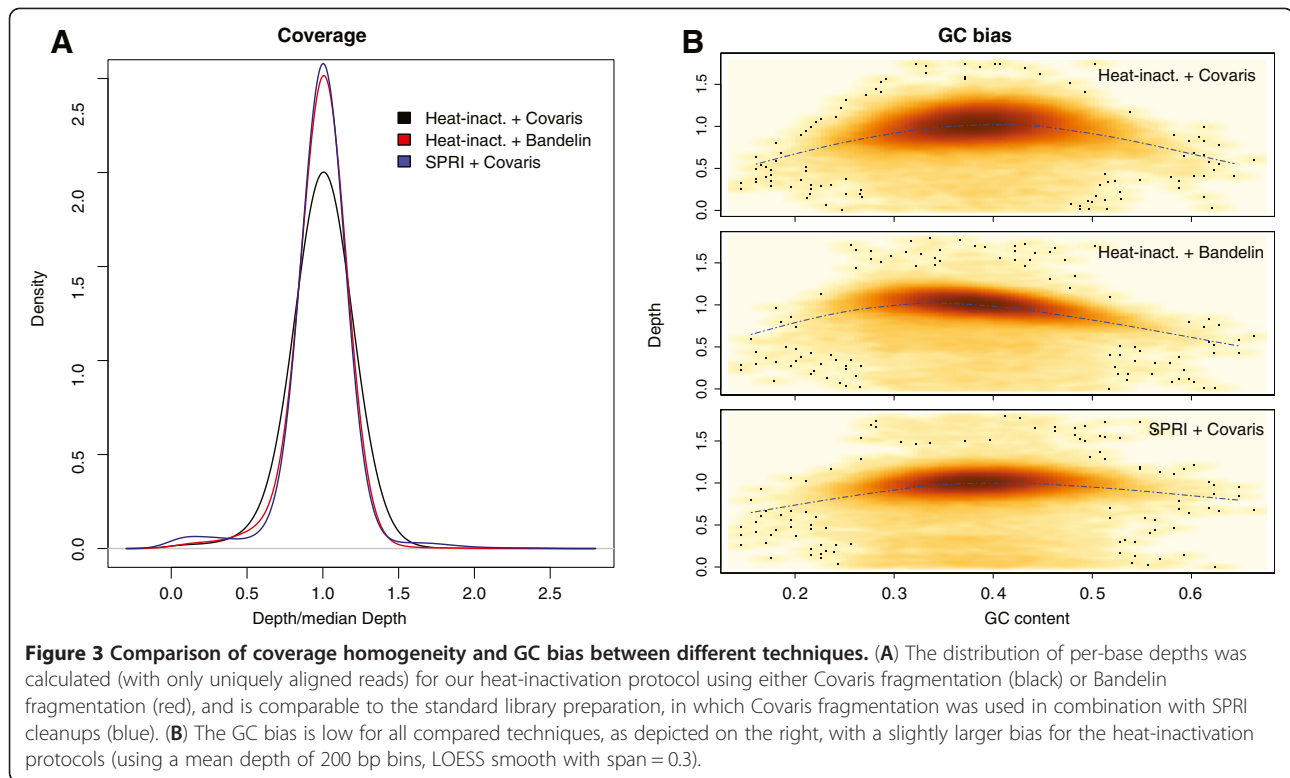 A
Coverage
Density
0.0
0.5
1.0
1.5
2.0
2.5
Heat-inact. + Covaris
Heat-inact. + Bandelin
SPRI + Covaris
0.0 0.5 1.0 1.5 2.0 2.5
Depth/median Depth
B
GC bias
Depth
0.0 0.5 1.0 1.5
Heat-inact. + Covaris
0.0 0.5 1.0 1.5
Heat-inact. + Bandelin
0.0 0.5 1.0 1.5
SPRI + Covaris
0.2 0.3 0.4 0.5 0.6
GC content
Figure 3 Comparison of coverage homogeneity and GC bias between different techniques. (A) The distribution of per-base depths was
calculated (with only uniquely aligned reads) for our heat-inactivation protocol using either Covaris fragmentation (black) or Bandelin
fragmentation (red), and is comparable to the standard library preparation, in which Covaris fragmentation was used in combination with SPRI
cleanups (blue). (B) The GC bias is low for all compared techniques, as depicted on the right, with a slightly larger bias for the heat-inactivation
protocols (using a mean depth of 200 bp bins, LOESS smooth with span = 0.3).